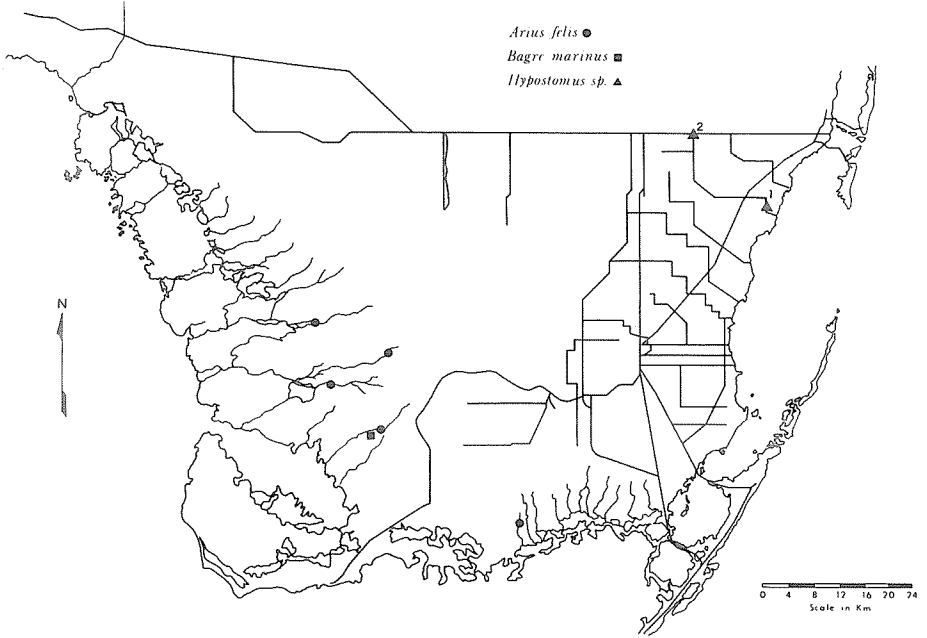 Arius felis ●
Bagre marinus ■
Hypostomus sp. ▲
2
1
N
0 4 8 12 16 20 24
Scale in Km